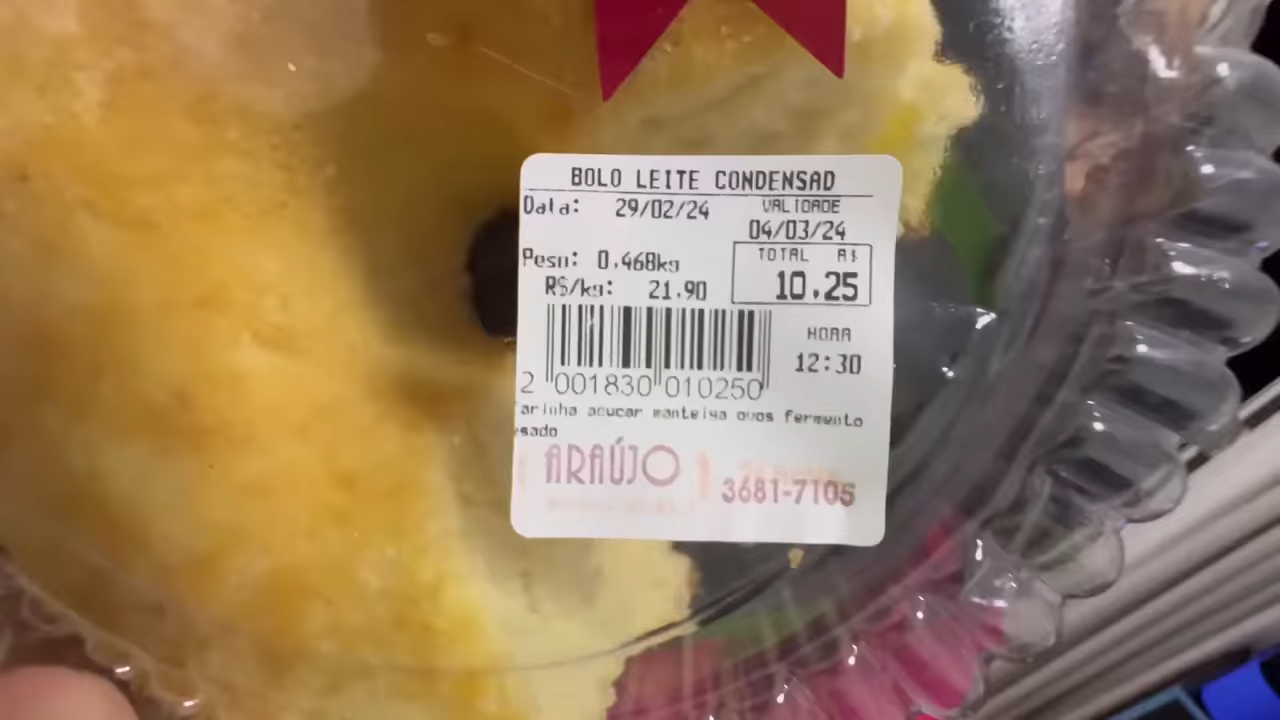 BOLO LEITE CONDENSAD
Data: 29/02/24
VALIDADE
04/03/24
Peso: 0,468kg
TOTAL R$
10,25
R$/kg: 21,90
HORA
12:30
2 001830 010250
arinha acucar manteiga ovos fermento
sado
ARAÚJO
3681-7105